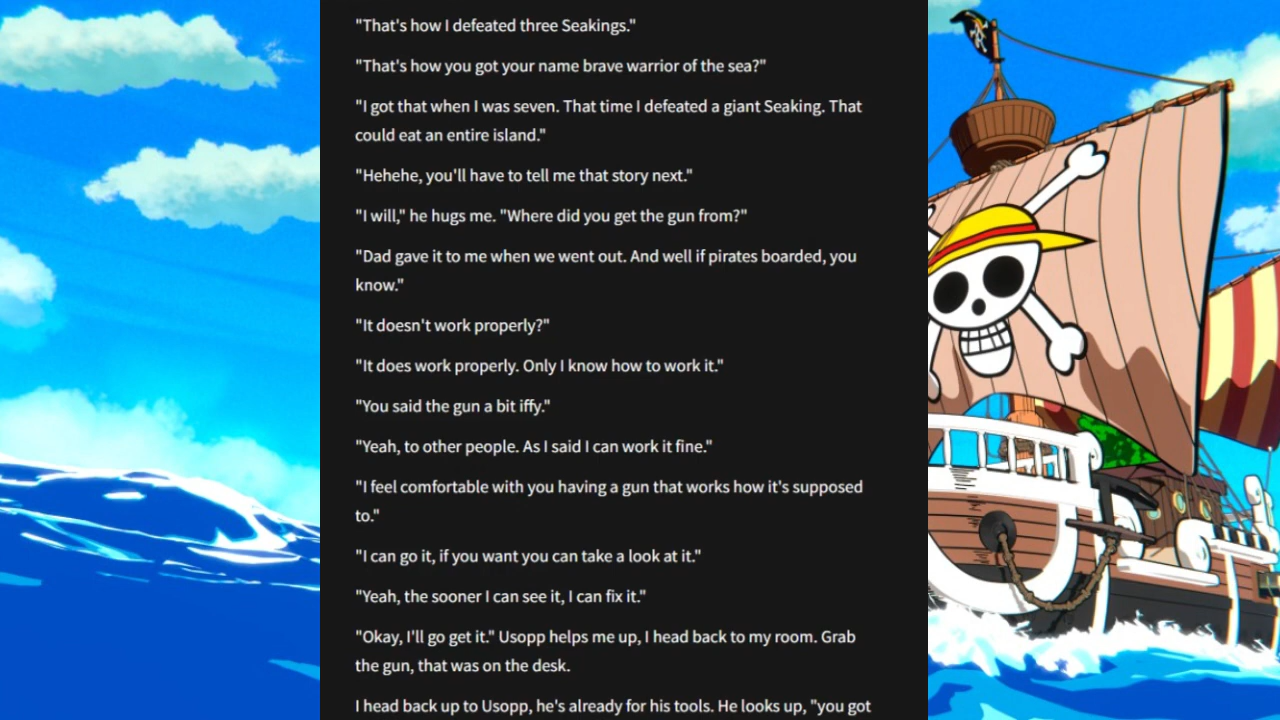 "That's how I defeated three Seakings."
"That's how you got your name brave warrior of the sea?"
"I got that when I was seven. That time I defeated a giant Seaking. That
could eat an entire island."
"Hehehe, you'll have to tell me that story next."
"I will," he hugs me. "Where did you get the gun from?"
"Dad gave it to me when we went out. And well if pirates boarded, you
know."
"It doesn't work properly?"
"It does work properly. Only I know how to work it."
"You said the gun a bit iffy."
"Yeah, to other people. As I said I can work it fine."
"I feel comfortable with you having a gun that works how it's supposed
to."
"I can go it, if you want you can take a look at it."
"Yeah, the sooner I can see it, I can fix it."
"Okay, I'll go get it." Usopp helps me up, I head back to my room. Grab
the gun, that was on the desk.
I head back up to Usopp, he's already for his tools. He looks up, "you got